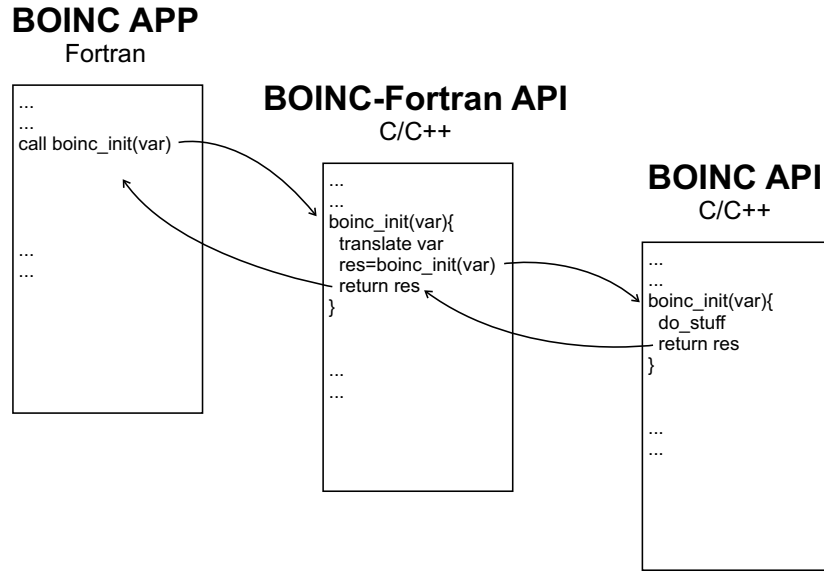 BOINC APP
Fortran
...
...
call boinc_init(var)
...
...
BOINC-Fortran API
C/C++
...
...
boinc_init(var){
translate var
res=boinc_init(var)
return res
}
...
...
BOINC API
C/C++
...
...
boinc_init(var){
do_stuff
return res
}
...
...